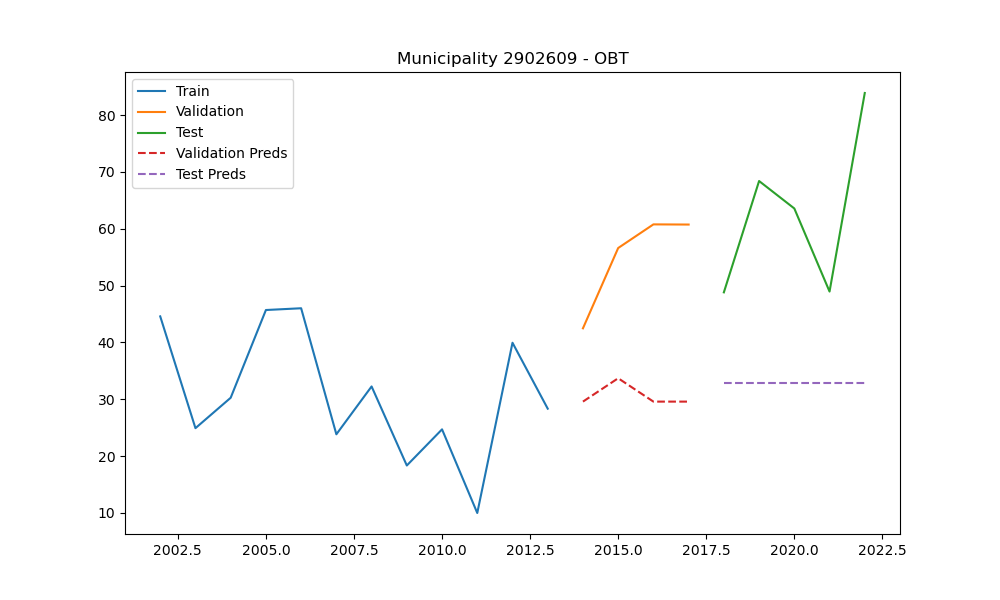 Municipality 2902609 - OBT
Train
Validation
Test
Validation Preds
Test Preds
80
70
60
50
40
30
20
10
2002.5 2005.0 2007.5 2010.0 2012.5 2015.0 2017.5 2020.0 2022.5